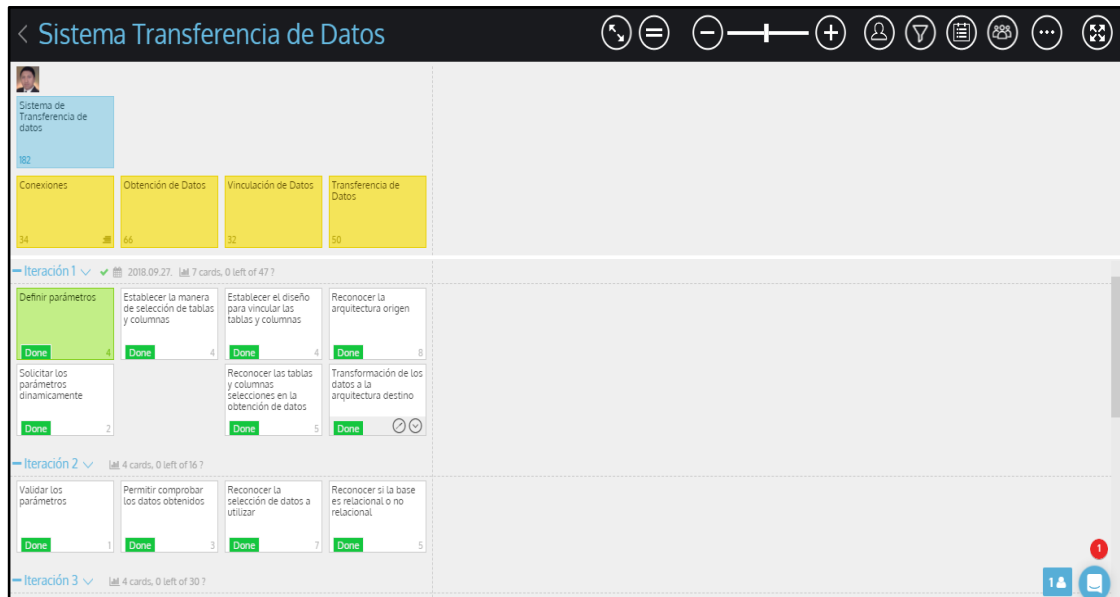 Sistema Transferencia de Datos
Sistema de
Transferencia de
datos
182
Conexiones
34
Obtención de Datos
66
Vinculación de Datos
32
Transferencia de
Datos
50
Iteración 1 2018.09.27. 7 cards, 0 left of 47 ?
Definir parámetros
Done 4
Establecer la manera
de selección de tablas
y columnas
Done 4
Establecer el diseño
para vincular las
tablas y columnas
Done 4
Reconocer la
arquitectura origen
Done 8
Solicitar los
parámetros
dinamicamente
Done 2
Reconocer las tablas
y columnas
selecciones en la
obtención de datos
Done 5
Transformación de los
datos a la
arquitectura destino
Done
Iteración 2 4 cards, 0 left of 16 ?
Validar los
parámetros
Done 1
Permitir comprobar
los datos obtenidos
Done 3
Reconocer la
selección de datos a
utilizar
Done 7
Reconocer si la base
es relacional o no
relacional
Done 5
Iteración 3 4 cards, 0 left of 30 ?
1
1